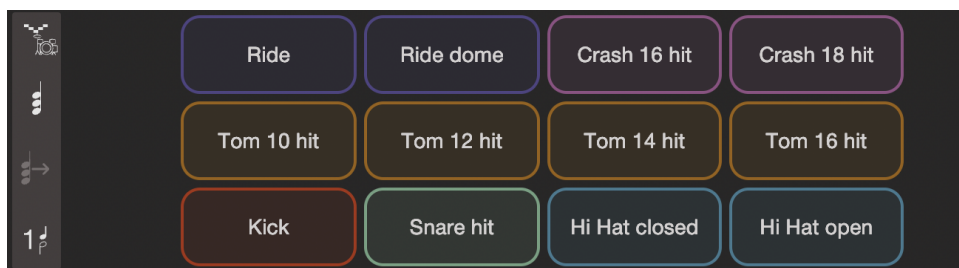 Ride Ride dome Crash 16 hit Crash 18 hit
Tom 10 hit Tom 12 hit Tom 14 hit Tom 16 hit
Kick Snare hit Hi Hat closed Hi Hat open
1